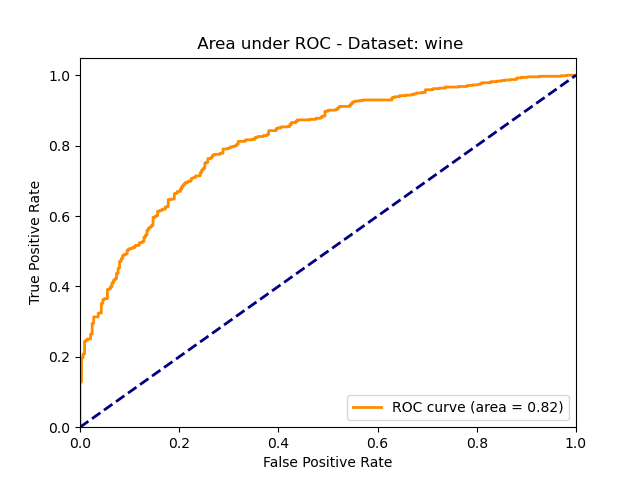 Area under ROC - Dataset: wine
True Positive Rate
1.0
0.8
0.6
0.4
0.2
0.0
ROC curve (area = 0.82)
0.0 0.2 0.4 0.6 0.8 1.0
False Positive Rate